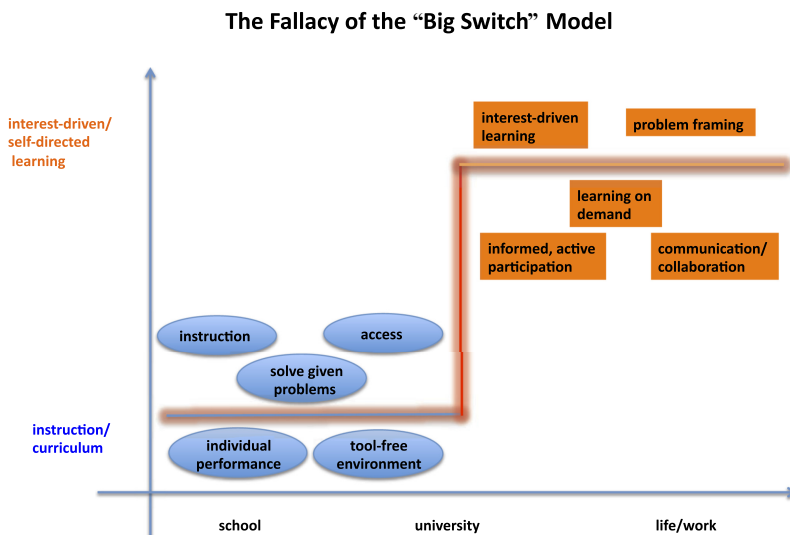 The Fallacy of the “Big Switch” Model
interest-driven/
self-directed
learning
interest-driven
learning
problem framing
learning on
demand
informed, active
participation
communication/
collaboration
instruction
access
solve given
problems
instruction/
curriculum
individual
performance
tool-free
environment
school
university
life/work